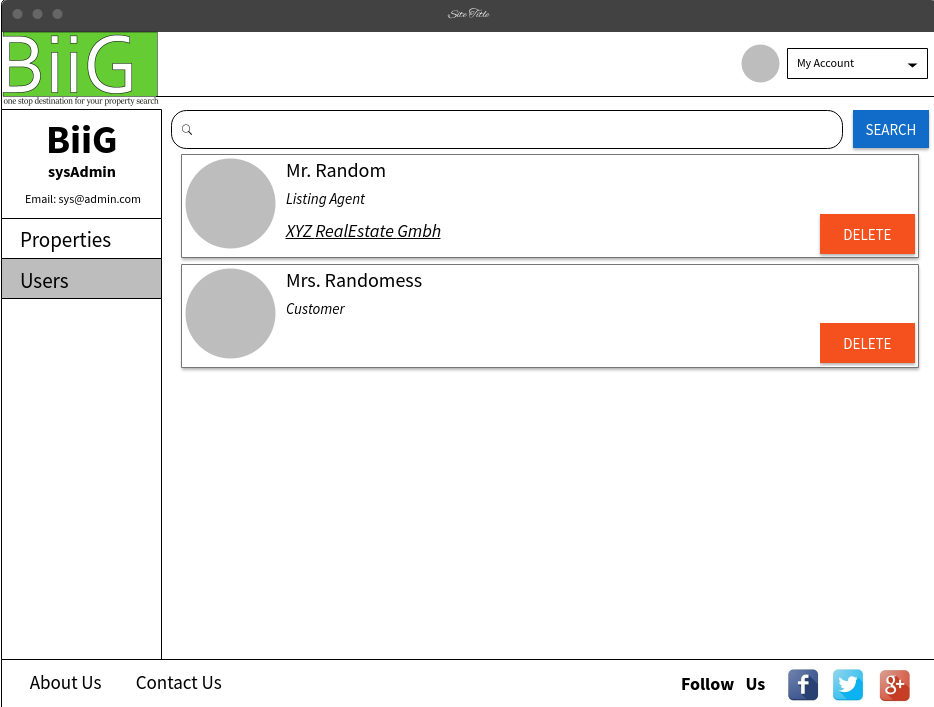 Site Title
BiiG
one stop destination for your property search
My Account
BiiG
sysAdmin
Email: sys@admin.com
Properties
Users
SEARCH
Mr. Random
Listing Agent
XYZ RealEstate Gmbh
DELETE
Mrs. Randomess
Customer
DELETE
About Us
Contact Us
Follow Us
f
g+